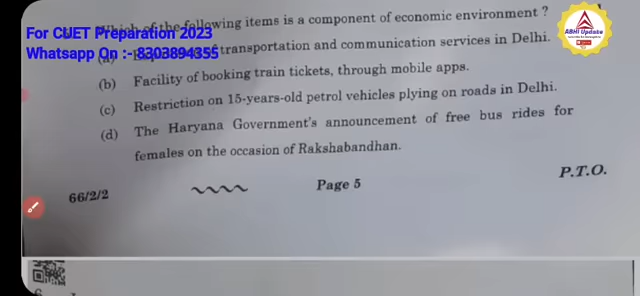 Which of the following items is a component of economic environment ?
For CUET Preparation 2023
Whatsapp On :- 8303894355
ABHI Update
(a) of transportation and communication services in Delhi.
(b) Facility of booking train tickets, through mobile apps.
(c) Restriction on 15-years-old petrol vehicles plying on roads in Delhi.
(d) The Haryana Government's announcement of free bus rides for
females on the occasion of Rakshabandhan.
66/2/2 Page 5 P.T.O.